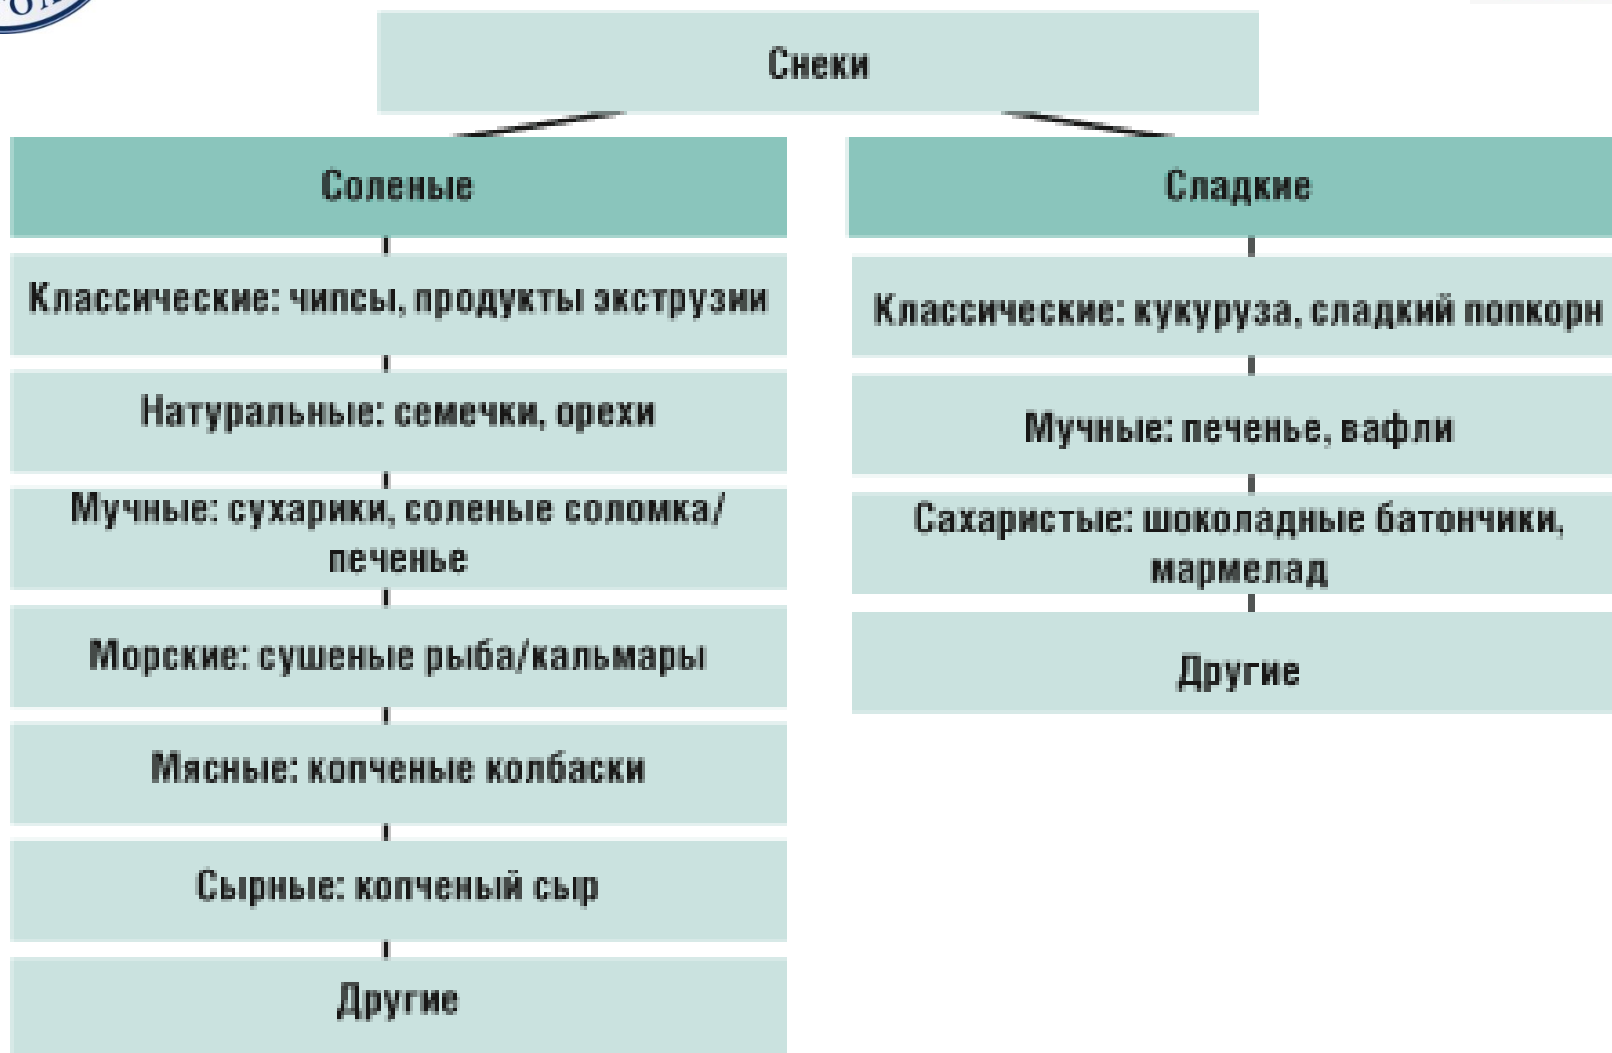 Снеки
Соленые
Классические: чипсы, продукты экструзии
Натуральные: семечки, орехи
Мучные: сухарики, соленые соломка/
печенье
Морские: сушеные рыба/кальмары
Мясные: копченые колбаски
Сырные: копченый сыр
Другие
Сладкие
Классические: кукуруза, сладкий попкорн
Мучные: печенье, вафли
Сахаристые: шоколадные батончики,
мармелад
Другие